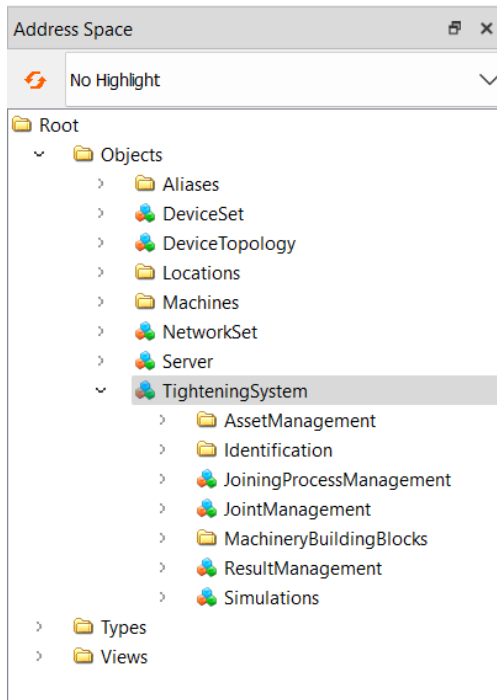 Address Space
No Highlight
Root
Objects
Aliases
DeviceSet
DeviceTopology
Locations
Machines
NetworkSet
Server
TighteningSystem
AssetManagement
Identification
JoiningProcessManagement
JointManagement
MachineryBuildingBlocks
ResultManagement
Simulations
Types
Views